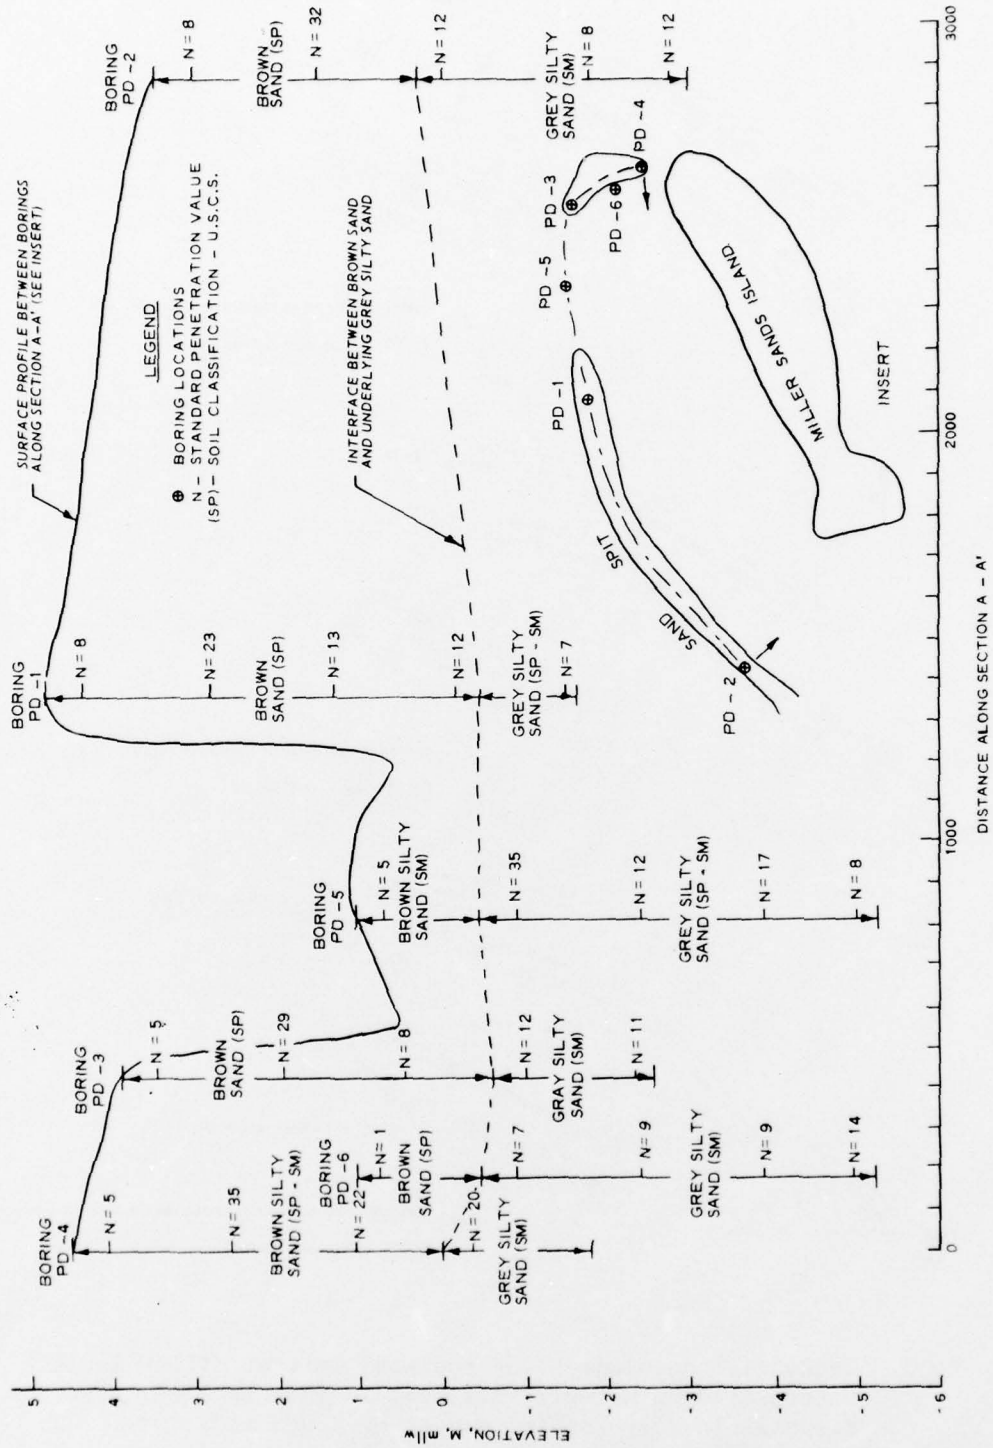 SURFACE PROFILE BETWEEN BORINGS
ALONG SECTION A-A' (SEE INSERT)
LEGEND
⊕ BORING LOCATIONS
N - STANDARD PENETRATION VALUE
(SP) - SOIL CLASSIFICATION - U.S.C.S.
INTERFACE BETWEEN BROWN SAND
AND UNDERLYING GREY SILTY SAND
BORING
PD -4
N = 5
N = 35
BROWN SILTY
SAND (SP - SM)
N = 22
N = 20
GREY SILTY
SAND (SM)
BORING
PD -6
N = 1
BROWN
SAND (SP)
N = 7
N = 9
GREY SILTY
SAND (SM)
N = 9
N = 14
BORING
PD -3
N = 5
BROWN
SAND (SP)
N = 29
N = 8
N = 12
GRAY SILTY
SAND (SM)
N = 11
BORING
PD -5
N = 5
BROWN SILTY
SAND (SM)
N = 35
N = 12
GREY SILTY
SAND (SP - SM)
N = 17
N = 8
BORING
PD -1
N = 8
N = 23
BROWN
SAND (SP)
N = 13
N = 12
GREY SILTY
SAND (SP - SM)
N = 7
BORING
PD -2
N = 8
BROWN
SAND (SP)
N = 32
N = 12
GREY SILTY
SAND (SM)
N = 8
N = 12
PD -2
SAND
SPIT
PD -1
PD -5
PD -3
PD -6
PD -4
MILLER SANDS ISLAND
INSERT
5
4
3
2
1
0
-1
-2
-3
-4
-5
-6
ELEVATION, M, mllw
0
1000
2000
3000
DISTANCE ALONG SECTION A - A'